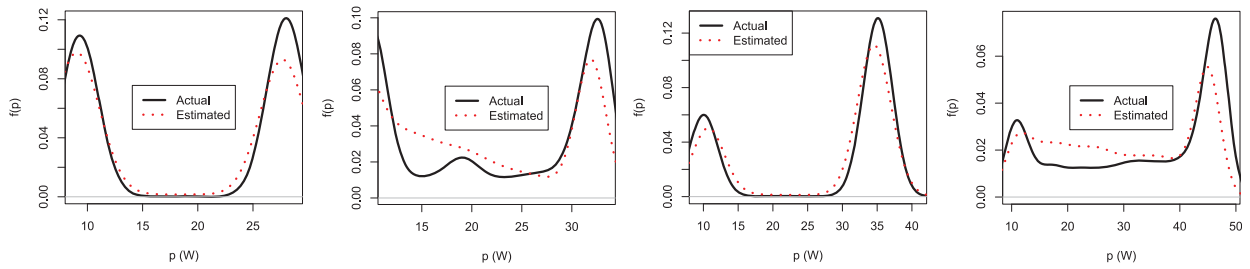 0.00 0.04 0.08 0.12
f(p)
Actual
Estimated
10 15 20 25
p (W)
0.00 0.02 0.04 0.06 0.08 0.10
f(p)
Actual
Estimated
15 20 25 30
p (W)
0.00 0.04 0.08 0.12
f(p)
Actual
Estimated
10 15 20 25 30 35 40
p (W)
0.00 0.02 0.04 0.06
f(p)
Actual
Estimated
10 20 30 40 50
p (W)